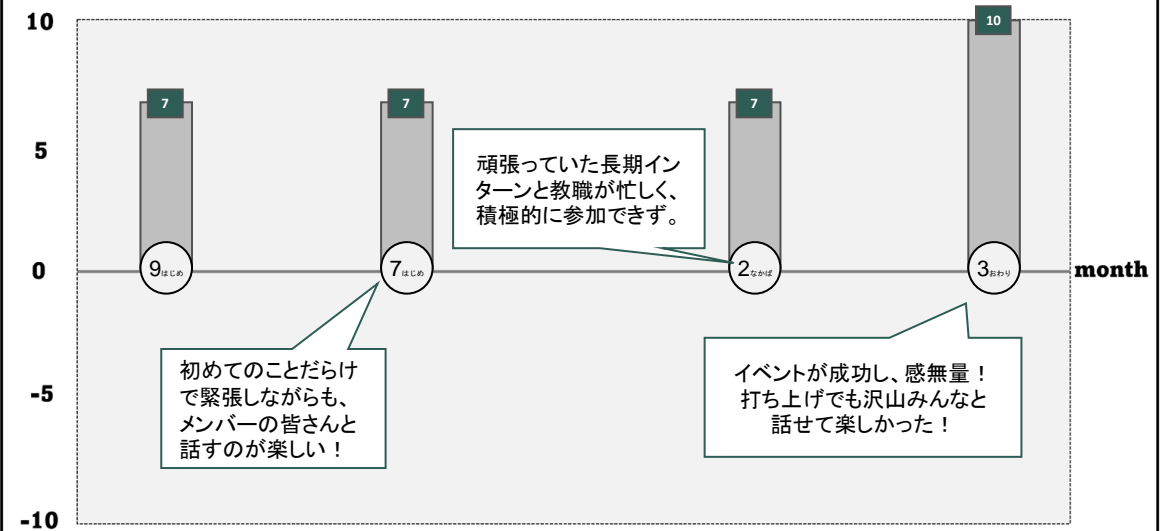 10
5
0
-5
-10
7
7
7
10
9はじめ
7はじめ
2なかば
3おわり
month
頑張っていた長期イン
ターンと教職が忙しく、
積極的に参加できず。
初めてのことだらけ
で緊張しながらも、
メンバーの皆さんと
話すのが楽しい！
イベントが成功し、感無量！
打ち上げでも沢山みんなと
話せて楽しかった！